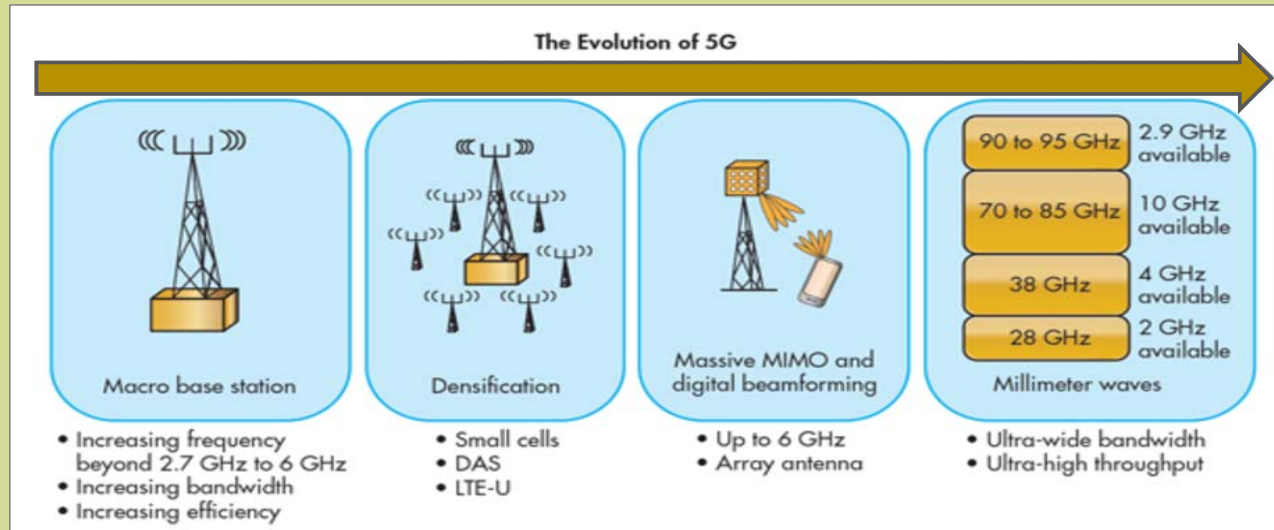 The Evolution of 5G
Macro base station
• Increasing frequency
beyond 2.7 GHz to 6 GHz
• Increasing bandwidth
• Increasing efficiency
Densification
• Small cells
• DAS
• LTE-U
Massive MIMO and
digital beamforming
• Up to 6 GHz
• Array antenna
90 to 95 GHz
2.9 GHz
available
70 to 85 GHz
10 GHz
available
38 GHz
4 GHz
available
28 GHz
2 GHz
available
Millimeter waves
• Ultra-wide bandwidth
• Ultra-high throughput